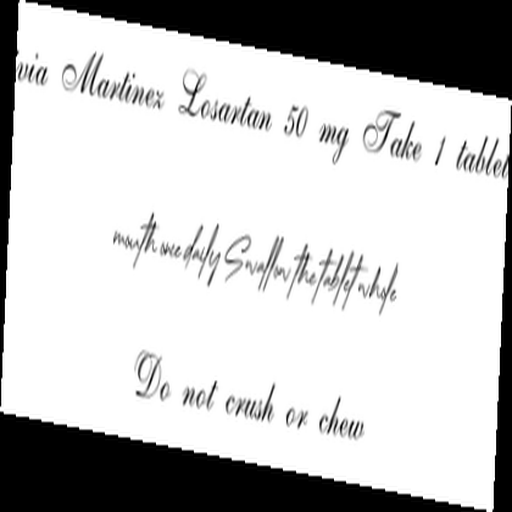 via Martinez Losartan 50 mg Take 1 tablet
mouth once daily Swallow the tablet whole
Do not crush or chew